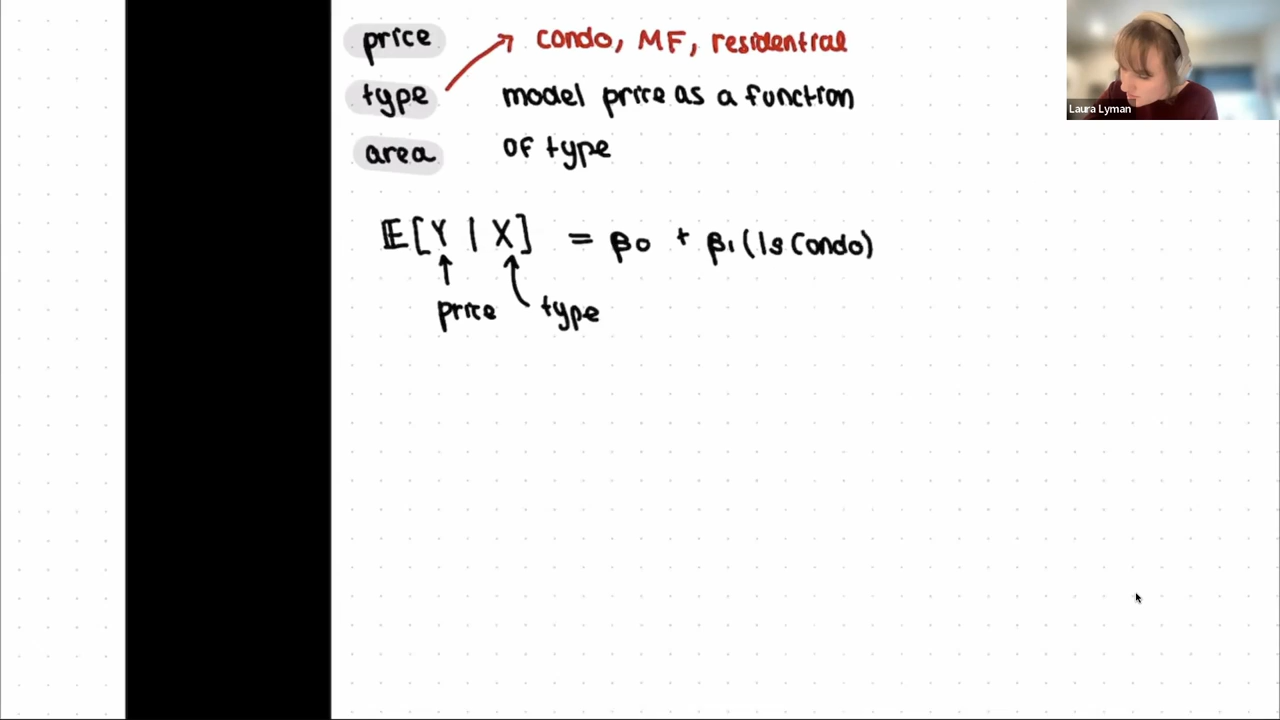 price
condo, MF, residential
type
model price as a function
area
of type
𝔼[Y | X] = β0 + β1(Is Condo)
price
type
Laura Lyman